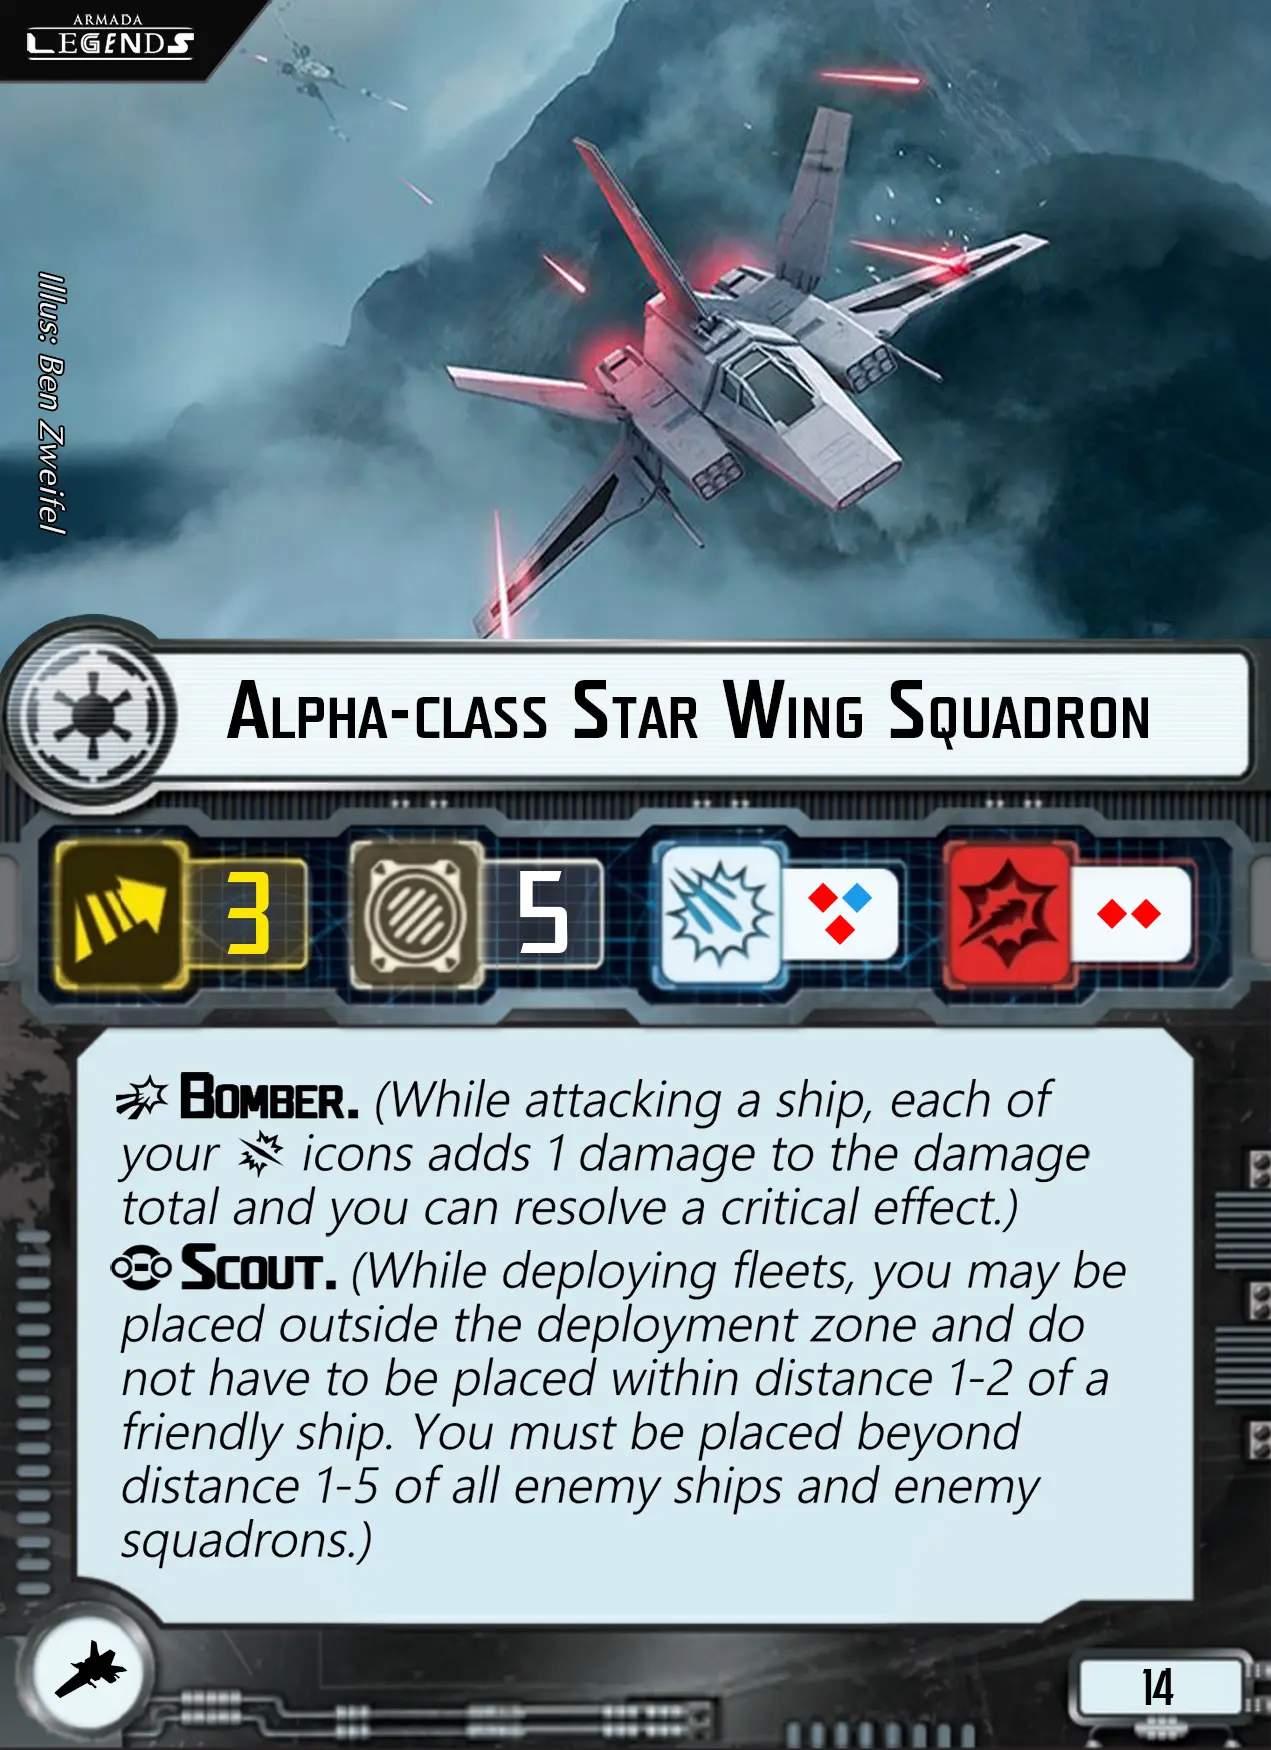 ARMADA
LEGENDS
Illus: Ben Zweifel
Alpha-class Star Wing Squadron
3
5
Bomber. (While attacking a ship, each of
your icons adds 1 damage to the damage
total and you can resolve a critical effect.)
Scout. (While deploying fleets, you may be
placed outside the deployment zone and do
not have to be placed within distance 1-2 of a
friendly ship. You must be placed beyond
distance 1-5 of all enemy ships and enemy
squadrons.)
14